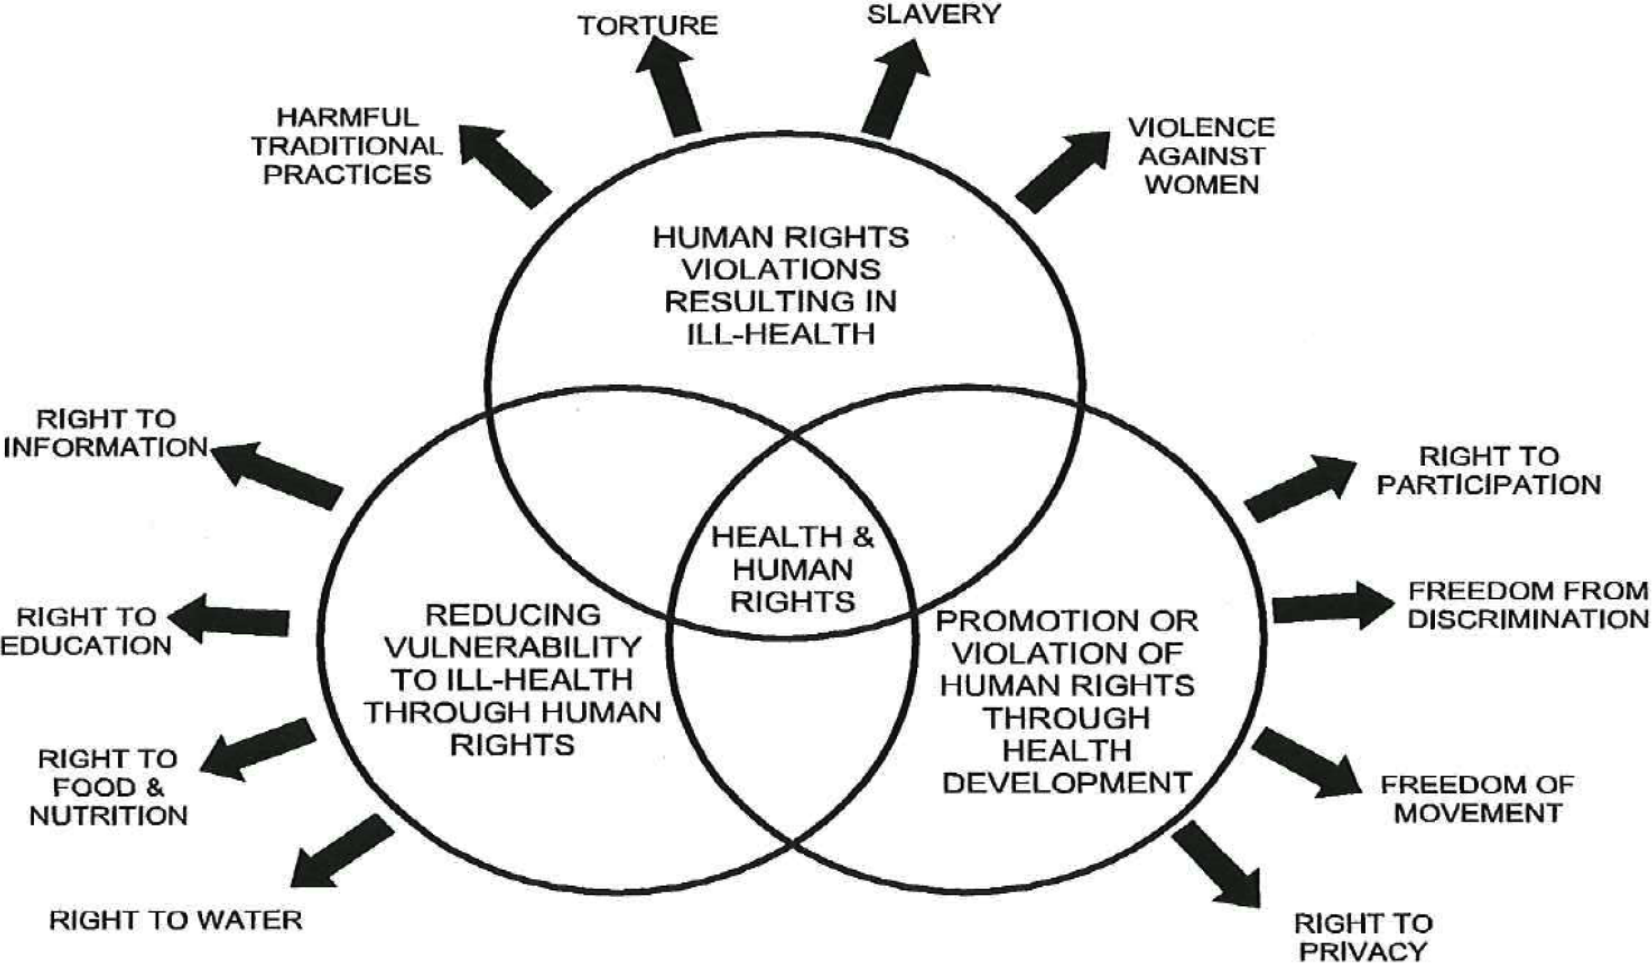 TORTURE
SLAVERY
HARMFUL
TRADITIONAL
PRACTICES
VIOLENCE
AGAINST
WOMEN
HUMAN RIGHTS
VIOLATIONS
RESULTING IN
ILL-HEALTH
RIGHT TO
INFORMATION
RIGHT TO
PARTICIPATION
HEALTH &
HUMAN
RIGHTS
RIGHT TO
EDUCATION
REDUCING
VULNERABILITY
TO ILL-HEALTH
THROUGH HUMAN
RIGHTS
PROMOTION OR
VIOLATION OF
HUMAN RIGHTS
THROUGH
HEALTH
DEVELOPMENT
FREEDOM FROM
DISCRIMINATION
RIGHT TO
FOOD &
NUTRITION
FREEDOM OF
MOVEMENT
RIGHT TO WATER
RIGHT TO
PRIVACY